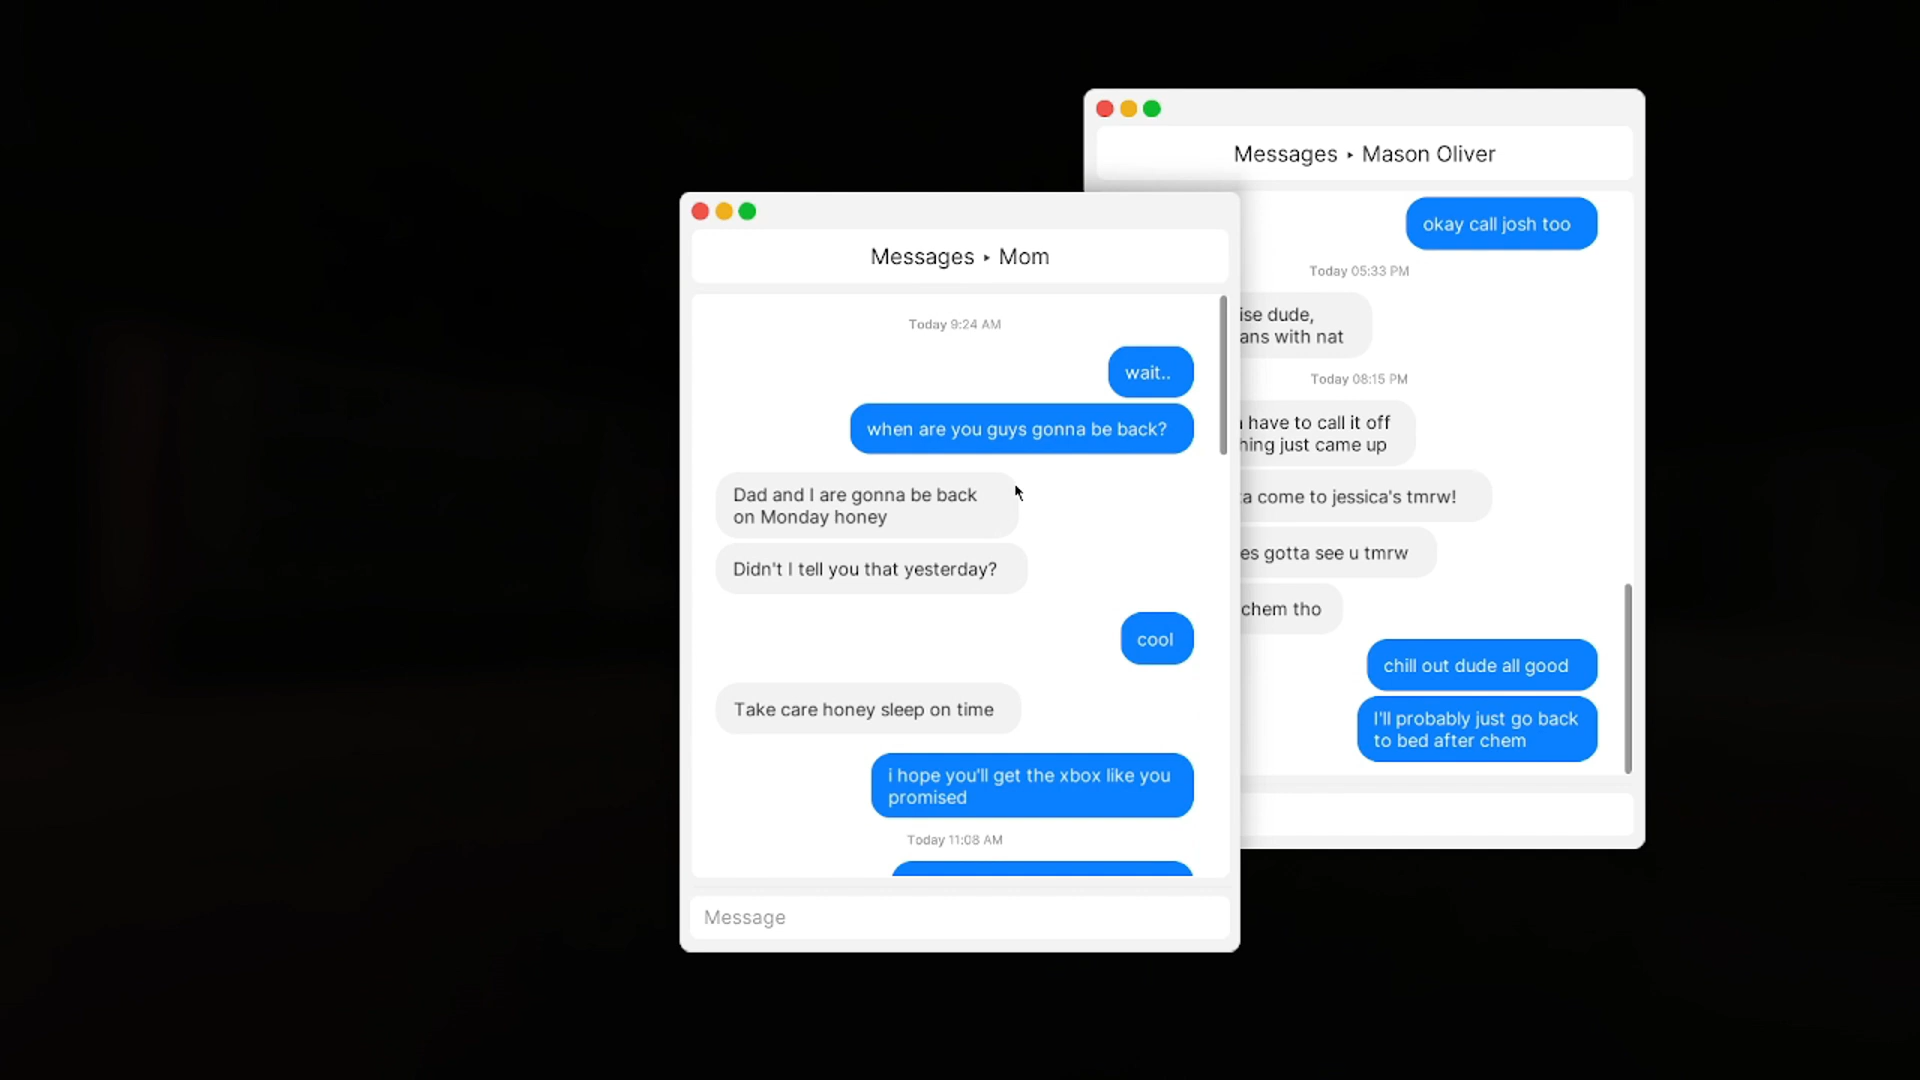 Messages ‣ Mom
Today 9:24 AM
wait..
when are you guys gonna be back?
Dad and I are gonna be back
on Monday honey
Didn't I tell you that yesterday?
cool
Take care honey sleep on time
i hope you'll get the xbox like you
promised
Today 11:08 AM
Message
Messages ‣ Mason Oliver
okay call josh too
Today 05:33 PM
dude,
with nat
Today 08:15 PM
have to call it off
just came up
come to jessica's tmrw!
gotta see u tmrw
chem tho
chill out dude all good
I'll probably just go back
to bed after chem